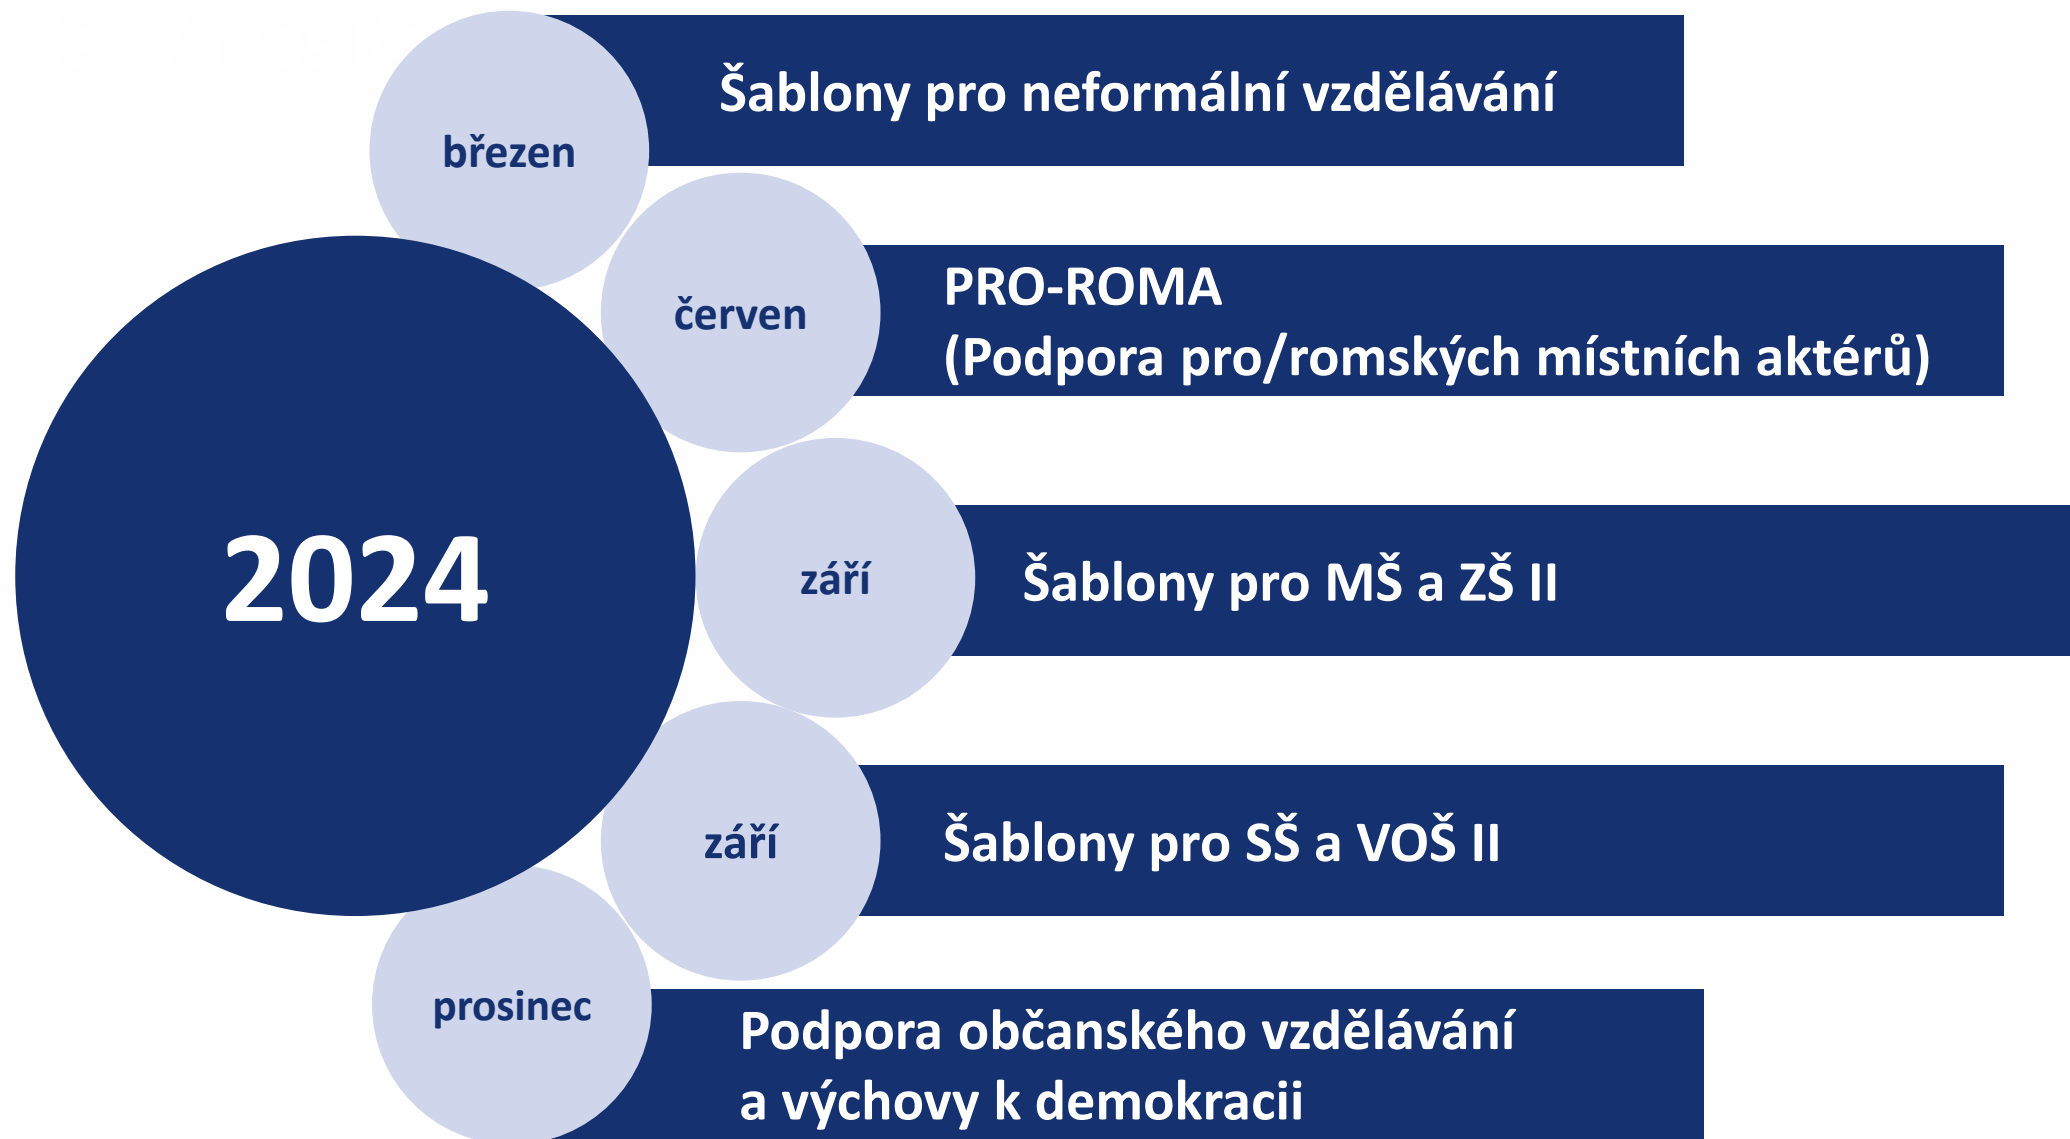 březen
Šablony pro neformální vzdělávání
červen
PRO-ROMA
(Podpora pro/romských místních aktérů)
2024
září
Šablony pro MŠ a ZŠ II
září
Šablony pro SŠ a VOŠ II
prosinec
Podpora občanského vzdělávání
a výchovy k demokracii